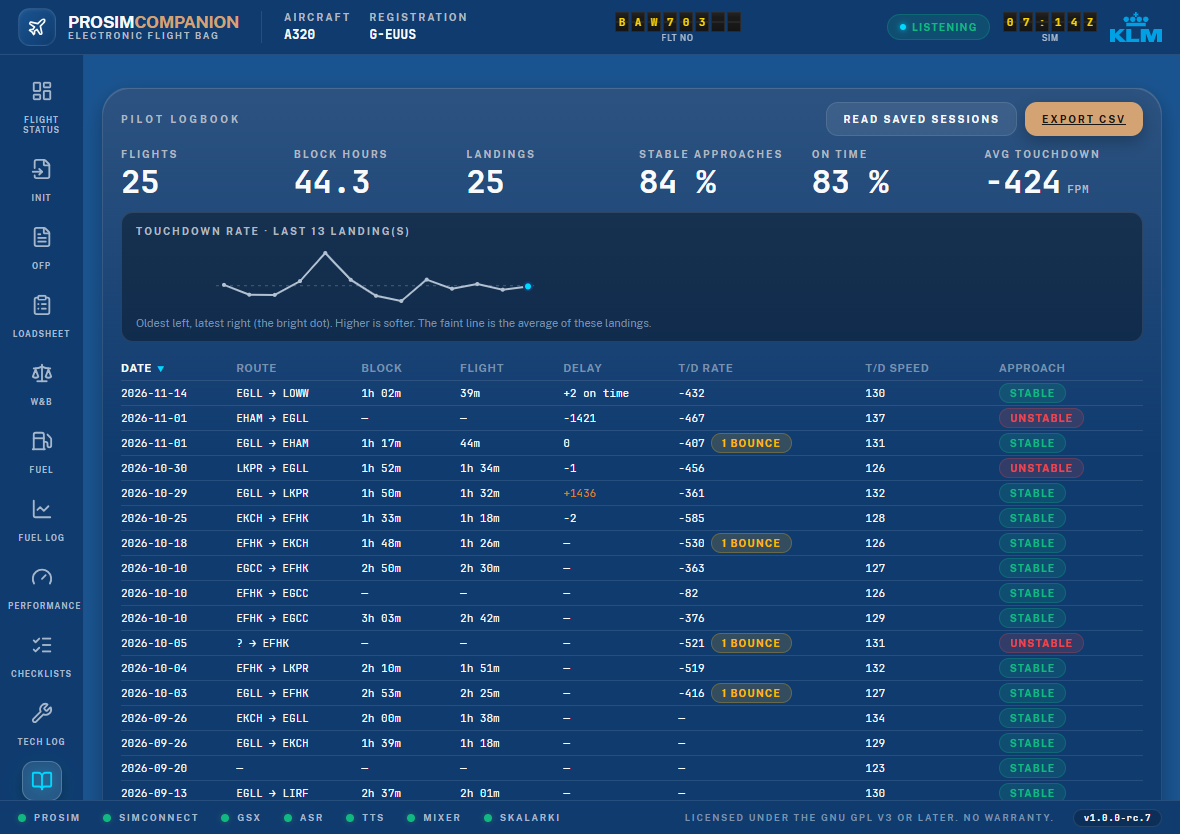 PROSIMCOMPANION
ELECTRONIC FLIGHT BAG
AIRCRAFT REGISTRATION
A320 G-EUUS
BAW703
FLT NO
LISTENING
07:14Z
SIM
KLM
FLIGHT STATUS
INIT
OFP
LOADSHEET
W&B
FUEL
FUEL LOG
PERFORMANCE
CHECKLISTS
TECH LOG
PILOT LOGBOOK
READ SAVED SESSIONS
EXPORT CSV
FLIGHTS BLOCK HOURS LANDINGS STABLE APPROACHES ON TIME AVG TOUCHDOWN
25 44.3 25 84 % 83 % -424 FPM
TOUCHDOWN RATE · LAST 13 LANDING(S)
Oldest left, latest right (the bright dot). Higher is softer. The faint line is the average of these landings.
DATE ▼ ROUTE BLOCK FLIGHT DELAY T/D RATE T/D SPEED APPROACH
2026-11-14 EGLL → LOWW 1h 02m 39m +2 on time -432 130 STABLE
2026-11-01 EHAM → EGLL — — -1421 -467 137 UNSTABLE
2026-11-01 EGLL → EHAM 1h 17m 44m 0 -407 1 BOUNCE 131 STABLE
2026-10-30 LKPR → EGLL 1h 52m 1h 34m -1 -456 126 UNSTABLE
2026-10-29 EGLL → LKPR 1h 50m 1h 32m +1436 -361 132 STABLE
2026-10-25 EKCH → EFHK 1h 33m 1h 18m -2 -585 128 STABLE
2026-10-18 EFHK → EKCH 1h 48m 1h 26m — -530 1 BOUNCE 126 STABLE
2026-10-10 EGCC → EFHK 2h 50m 2h 30m — -363 127 STABLE
2026-10-10 EFHK → EGCC — — — -82 126 STABLE
2026-10-10 EFHK → EGCC 3h 03m 2h 42m — -376 129 STABLE
2026-10-05 ? → EFHK — — — -521 1 BOUNCE 131 UNSTABLE
2026-10-04 EFHK → LKPR 2h 10m 1h 51m — -519 132 STABLE
2026-10-03 EGLL → EFHK 2h 53m 2h 25m — -416 1 BOUNCE 127 STABLE
2026-09-26 EKCH → EGLL 2h 00m 1h 38m — — 134 STABLE
2026-09-26 EGLL → EKCH 1h 39m 1h 18m — — 129 STABLE
2026-09-20 — — — — — 123 STABLE
2026-09-13 EGLL → LIRF 2h 37m 2h 01m — — 130 STABLE
PROSIM SIMCONNECT GSX ASR TTS MIXER SKALARKI
LICENSED UNDER THE GNU GPL V3 OR LATER. NO WARRANTY.
v1.0.0-rc.7